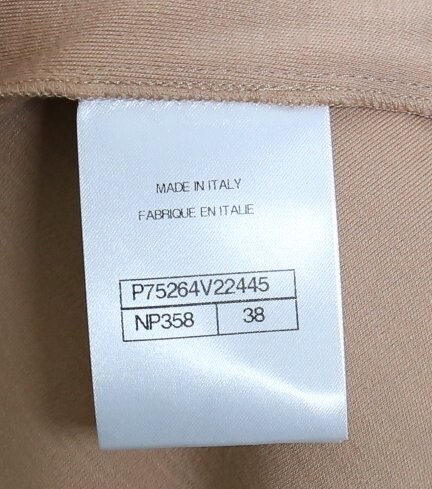 MADE IN ITALY
FABRIQUE EN ITALIE
P75264V22445
NP358 38